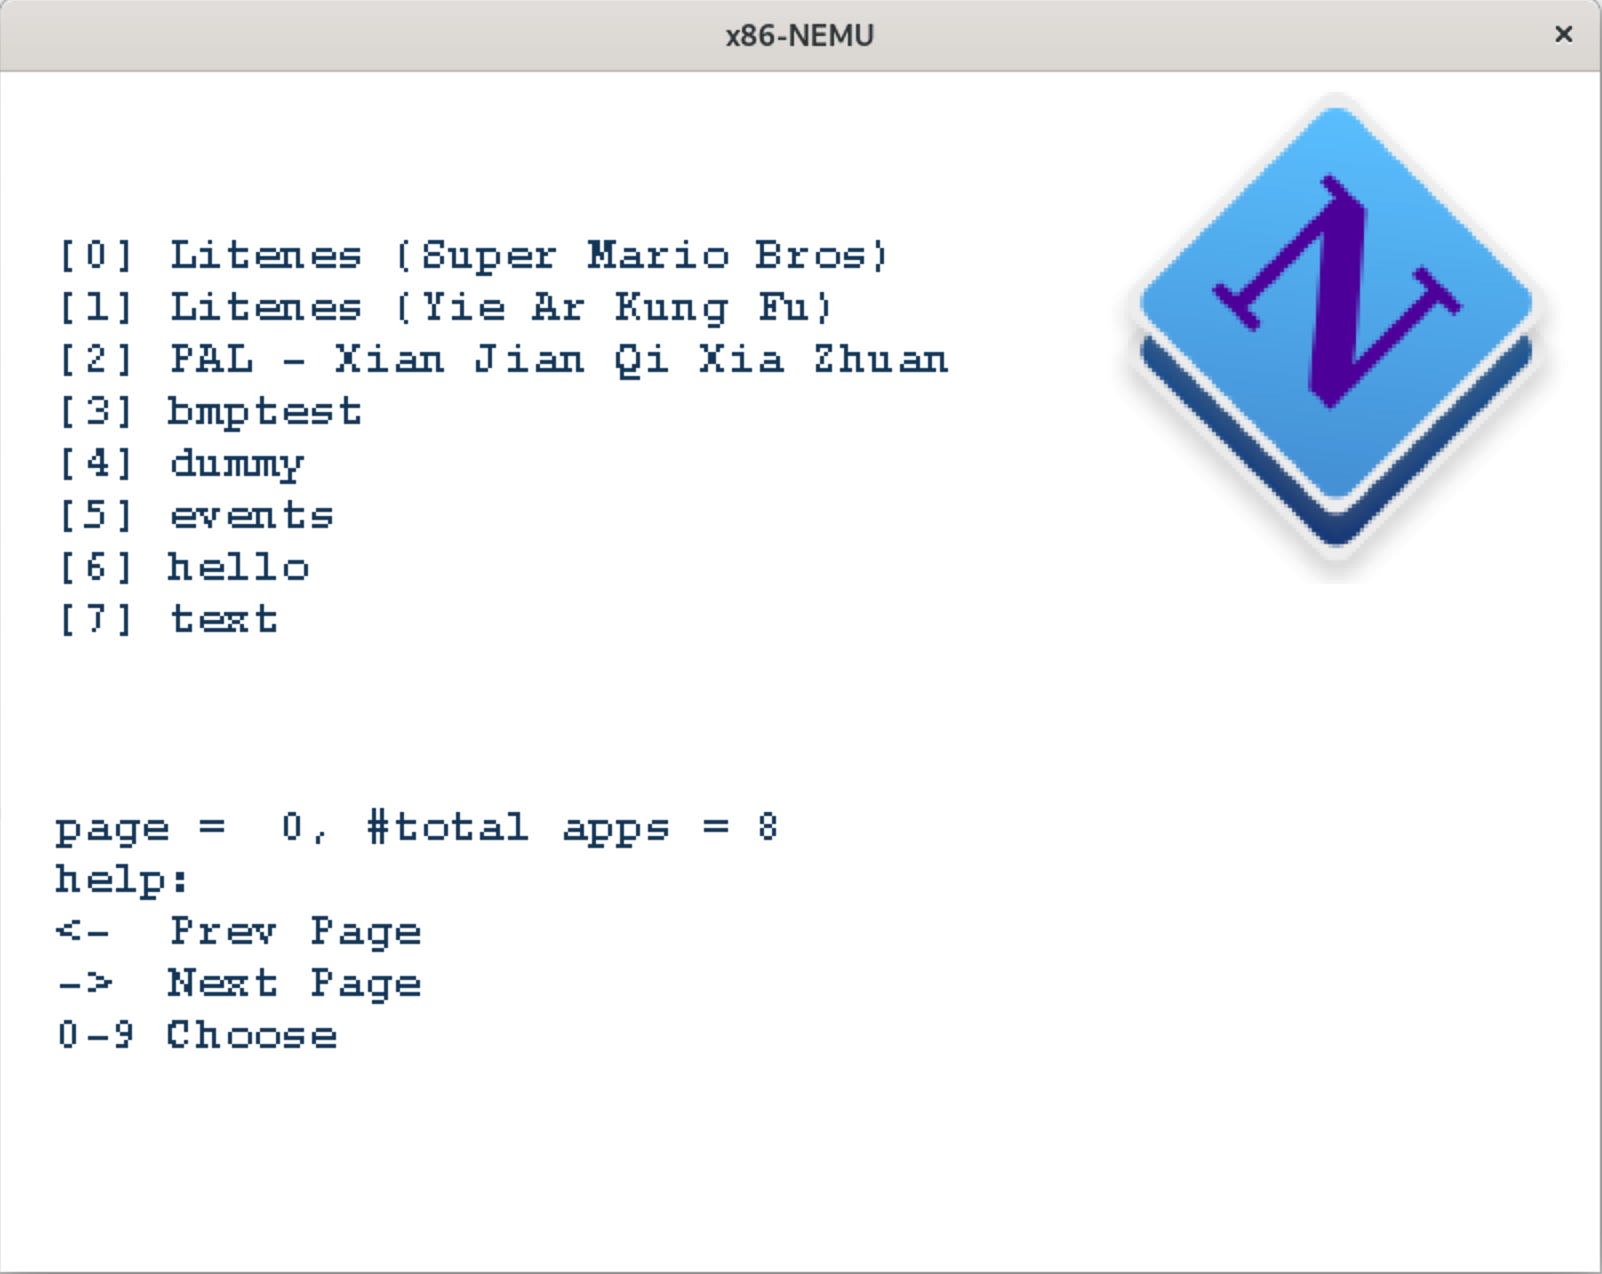 x86-NEMU
N
[0] Litenes (Super Mario Bros)
[1] Litenes (Yie Ar Kung Fu)
[2] PAL - Xian Jian Qi Xia Zhuan
[3] bmptest
[4] dummy
[5] events
[6] hello
[7] text
page =  0, #total apps = 8
help:
<-  Prev Page
->  Next Page
0-9 Choose